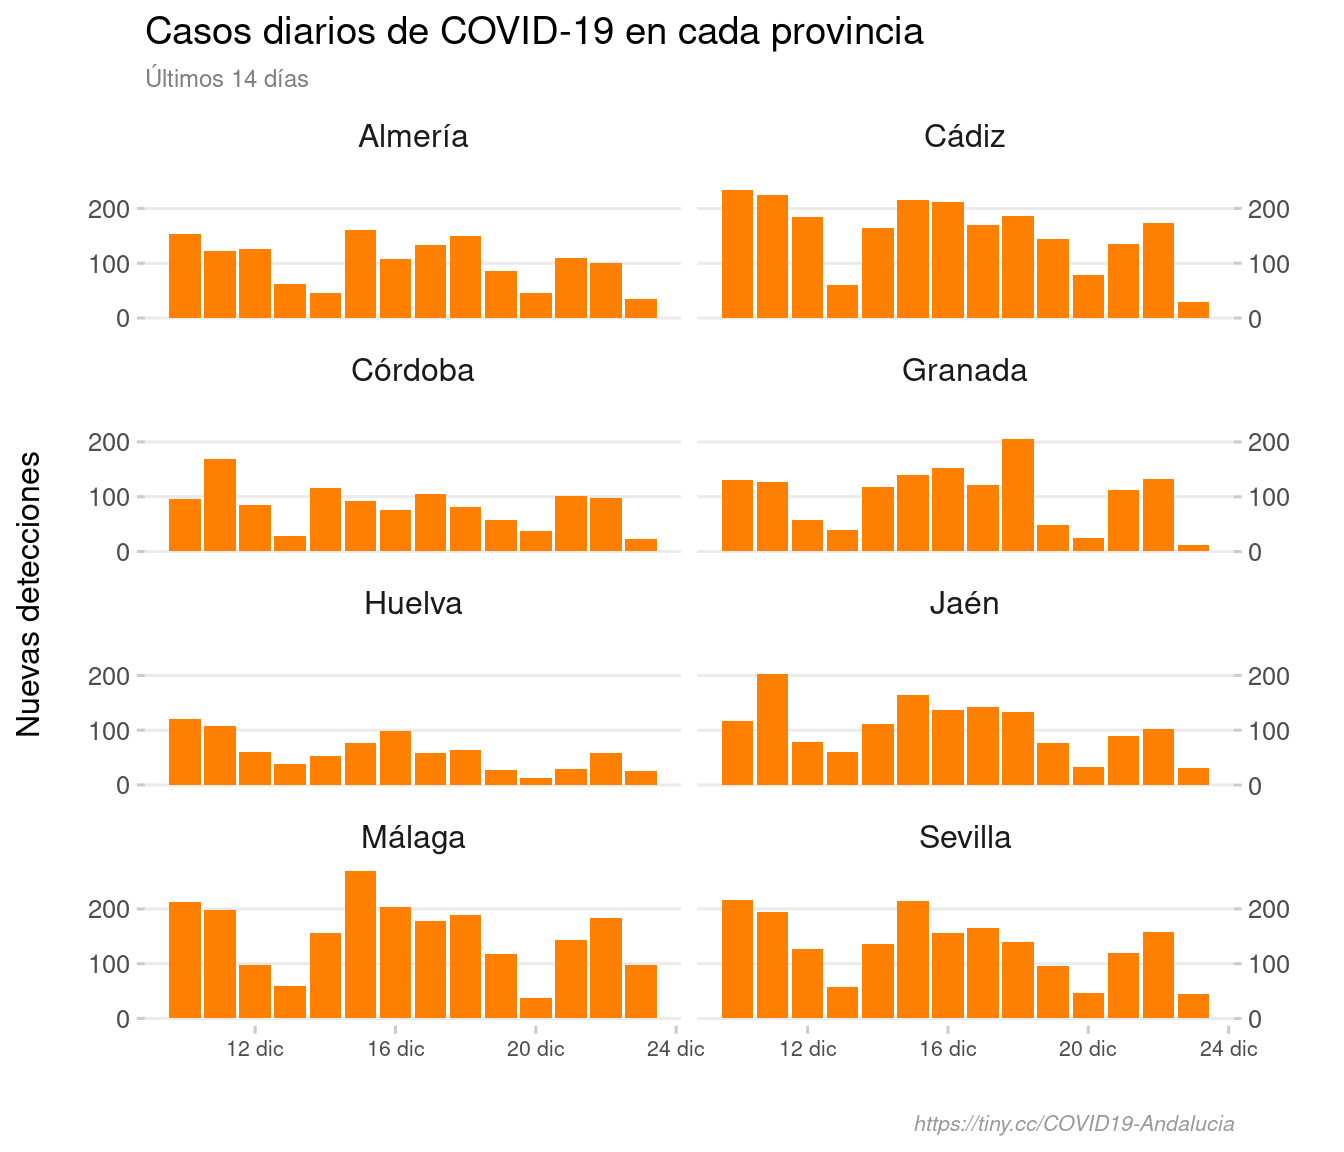 Casos diarios de COVID-19 en cada provincia
Últimos 14 días
Nuevas detecciones
Almería
Cádiz
200
100
0
200
100
0
Córdoba
Granada
200
100
0
200
100
0
Huelva
Jaén
200
100
0
200
100
0
Málaga
Sevilla
200
100
0
200
100
0
12 dic 16 dic 20 dic 24 dic
12 dic 16 dic 20 dic 24 dic
https://tiny.cc/COVID19-Andalucia